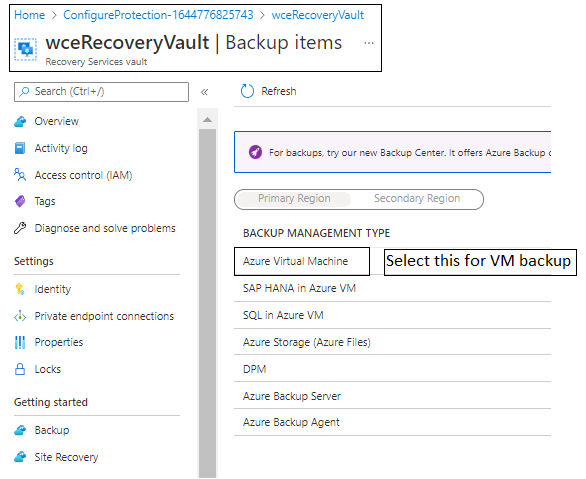 Home > ConfigureProtection-1644776825743 > wceRecoveryVault
wceRecoveryVault | Backup items ...
Recovery Services vault
Search (Ctrl+/) «
Overview
Activity log
Access control (IAM)
Tags
Diagnose and solve problems
Settings
Identity
Private endpoint connections
Properties
Locks
Getting started
Backup
Site Recovery
Refresh
For backups, try our new Backup Center. It offers Azure Backup
Primary Region Secondary Region
BACKUP MANAGEMENT TYPE
Azure Virtual Machine Select this for VM backup
SAP HANA in Azure VM
SQL in Azure VM
Azure Storage (Azure Files)
DPM
Azure Backup Server
Azure Backup Agent